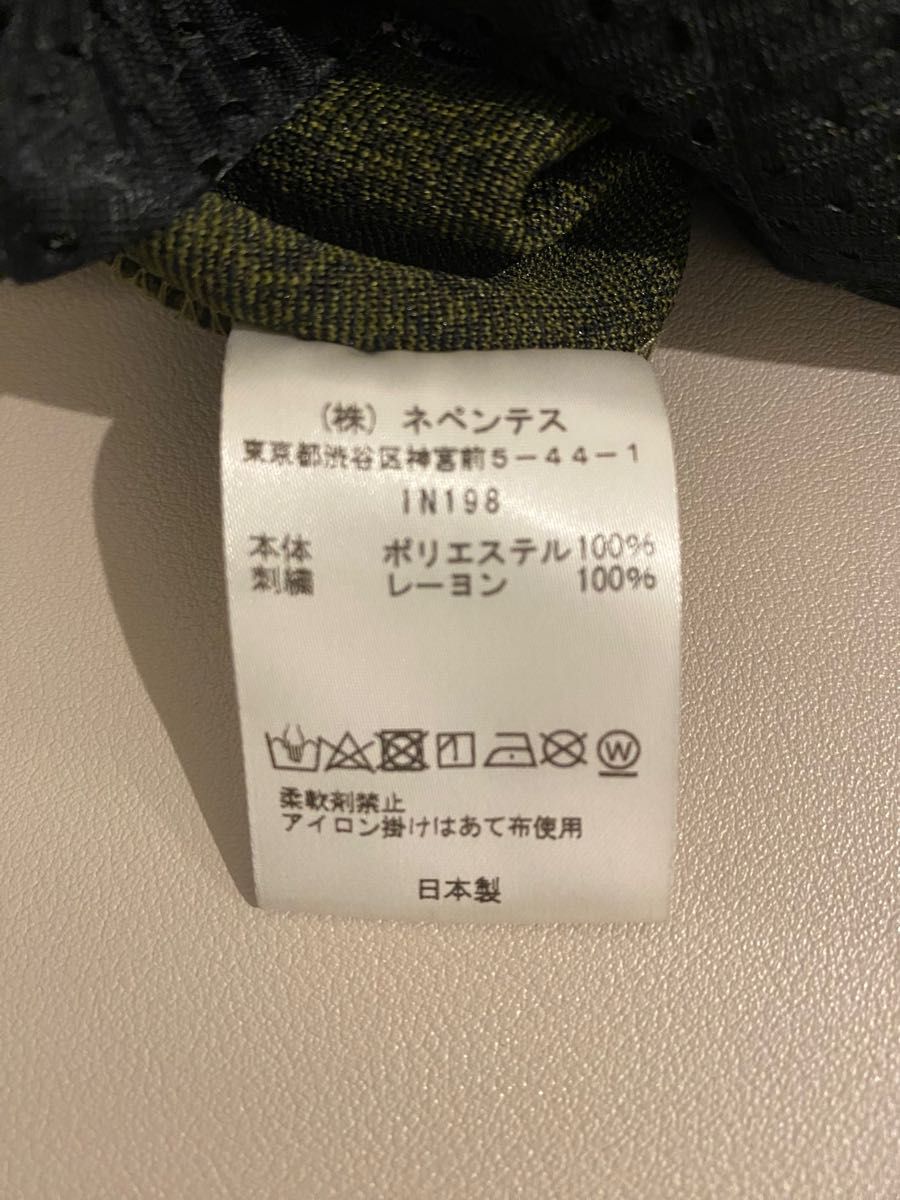 (株) ネペンテス
東京都渋谷区神宮前5-44-1
IN198
本体 ポリエステル100%
刺繍 レーヨン 100%
W
柔軟剤禁止
アイロン掛けはあて布使用
日本製